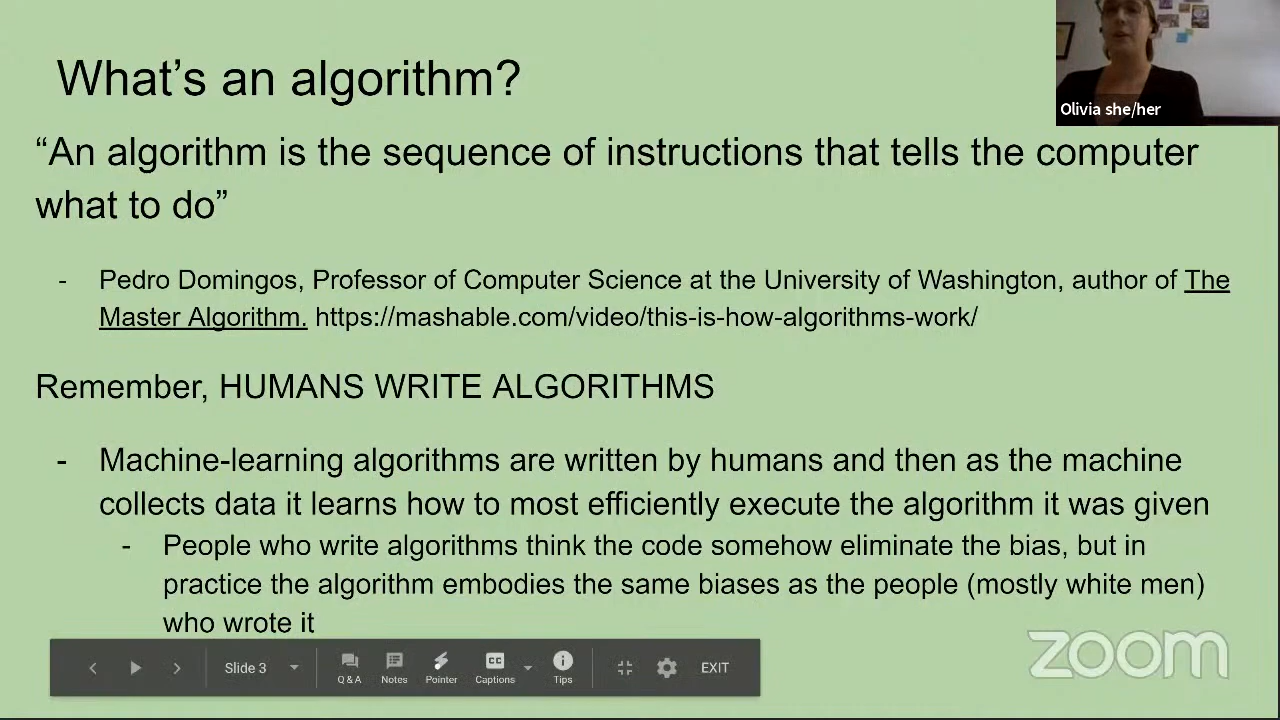 What's an algorithm?
Olivia she/her
“An algorithm is the sequence of instructions that tells the computer
what to do”
- Pedro Domingos, Professor of Computer Science at the University of Washington, author of The
Master Algorithm. https://mashable.com/video/this-is-how-algorithms-work/
Remember, HUMANS WRITE ALGORITHMS
- Machine-learning algorithms are written by humans and then as the machine
collects data it learns how to most efficiently execute the algorithm it was given
- People who write algorithms think the code somehow eliminate the bias, but in
practice the algorithm embodies the same biases as the people (mostly white men)
who wrote it
Slide 3
Q & A
Notes
Pointer
CC
Captions
Tips
EXIT
zoom